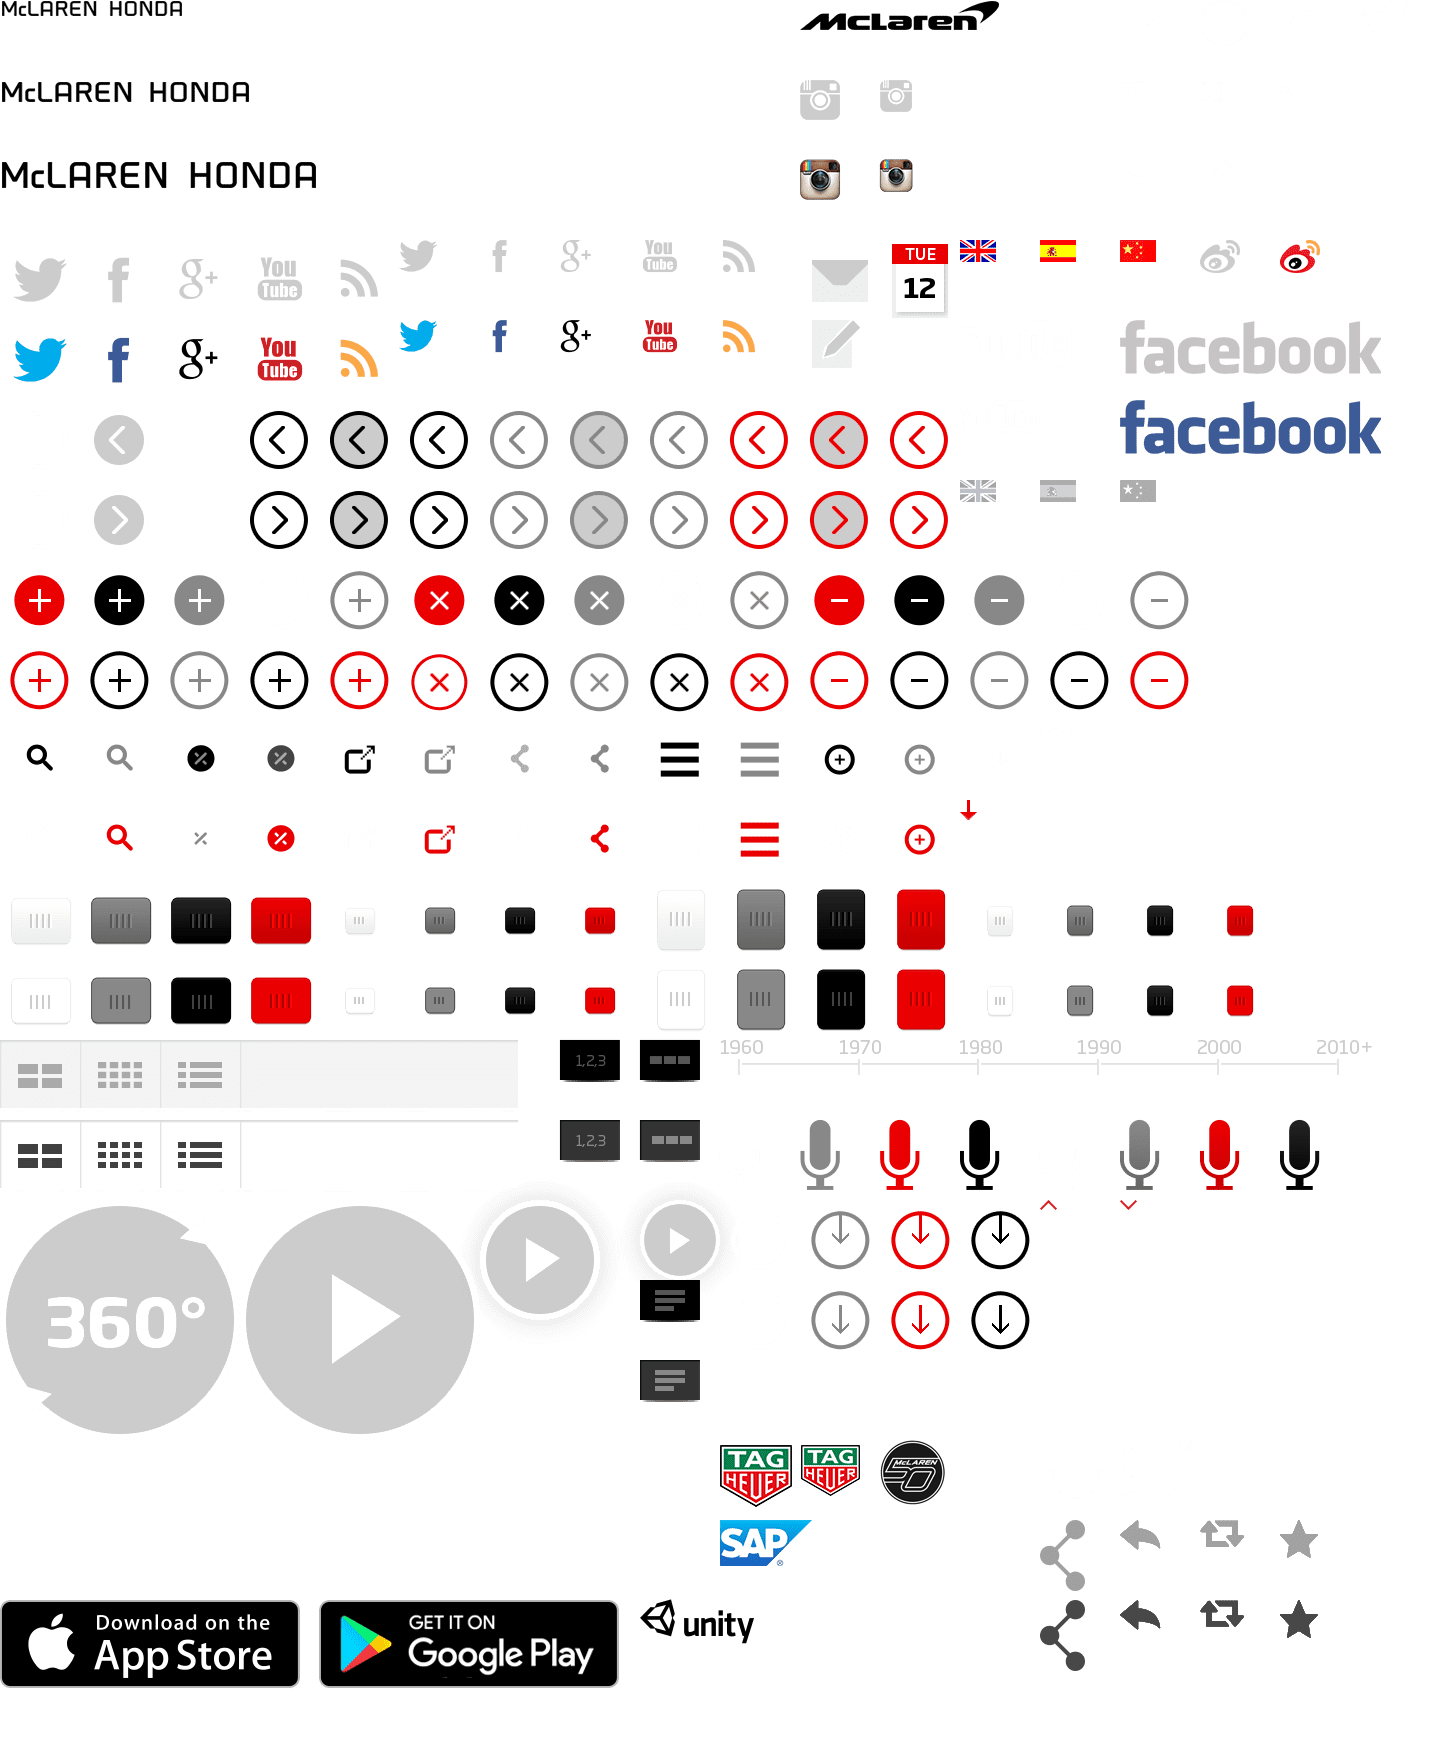 McLAREN HONDA
McLaren
McLAREN HONDA
McLAREN HONDA
You Tube
You Tube
TUE
12
You Tube
You Tube
facebook
facebook
1,2,3
1960 1970 1980 1990 2000 2010+
1,2,3
360°
TAG HEUER
TAG HEUER
McLAREN
50
SAP
Download on the
App Store
GET IT ON
Google Play
unity